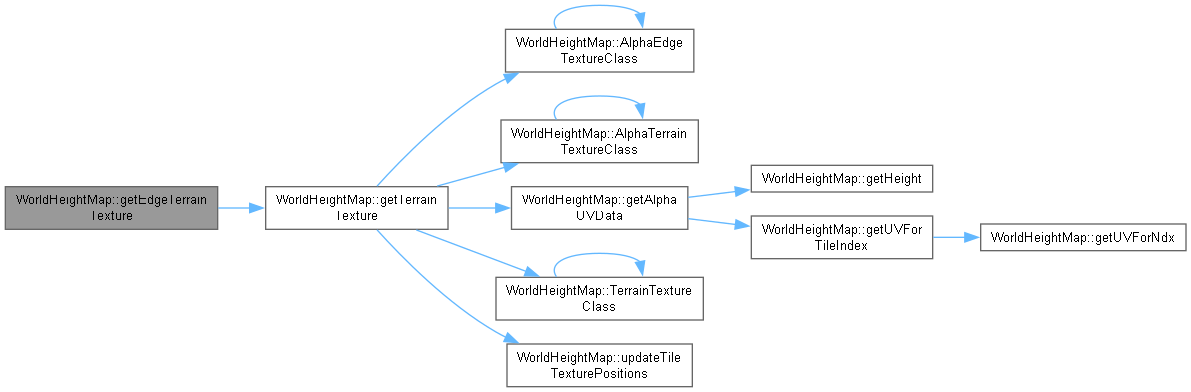 WorldHeightMap::AlphaEdge
TextureClass
WorldHeightMap::AlphaTerrain
TextureClass
WorldHeightMap::getHeight
WorldHeightMap::getEdgeTerrain
Texture
WorldHeightMap::getTerrain
Texture
WorldHeightMap::getAlpha
UVData
WorldHeightMap::getUVFor
TileIndex
WorldHeightMap::getUVForNdx
WorldHeightMap::TerrainTexture
Class
WorldHeightMap::updateTile
TexturePositions